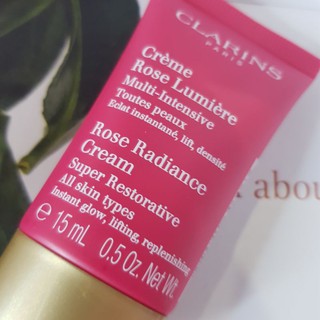 CLARINS
PARIS
Crème
Rose Lumière
Multi-Intensive
Toutes peaux
Eclat instantané, lift, densité
Rose Radiance
Cream
Super Restorative
All skin types
Instant glow, lifting, replenishing
e 15 mL 0.5 Oz. Net Wt.
abou